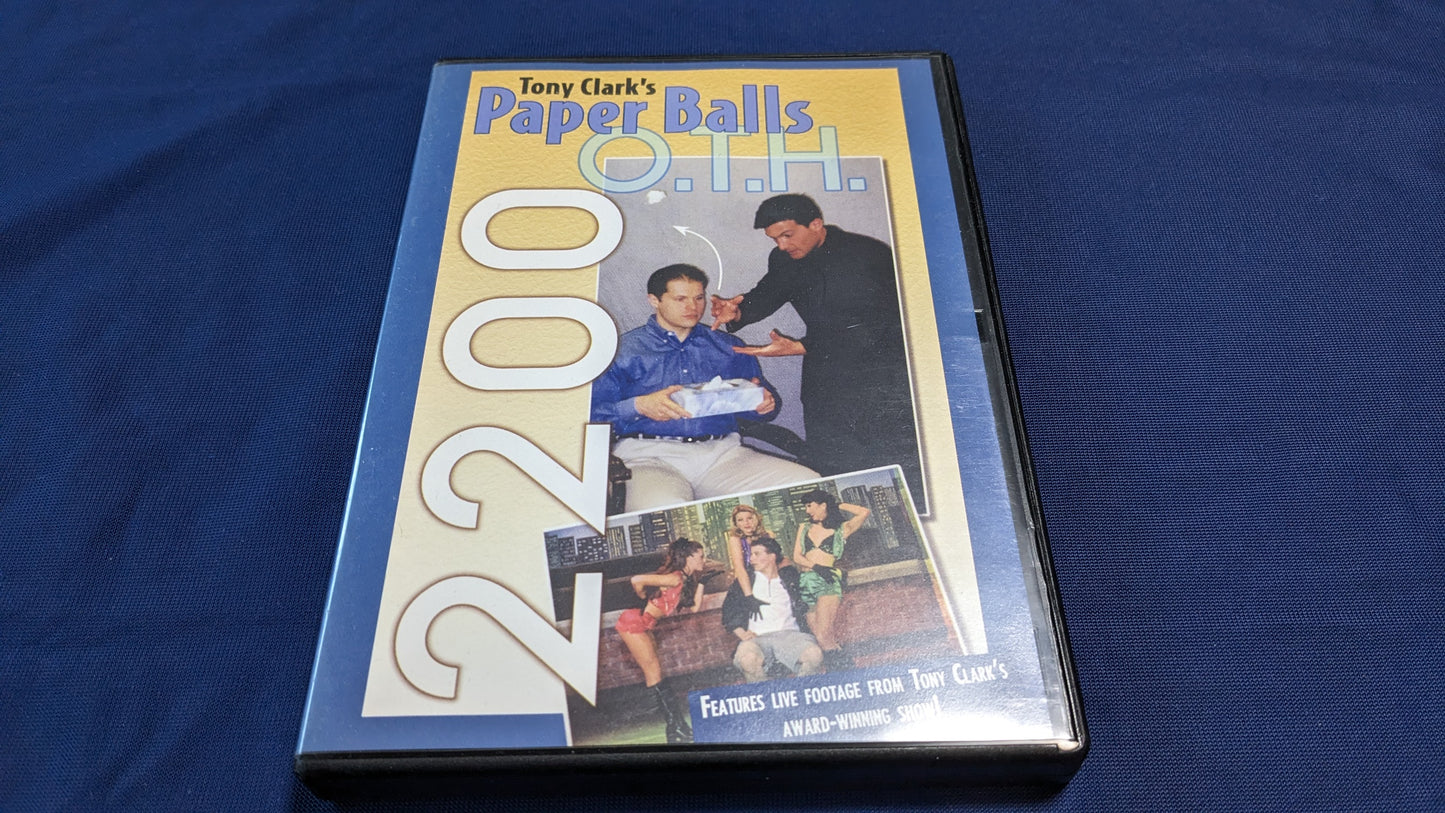 Tony Clark's
Paper Balls
O.T.H.
2200
Features live footage from Tony Clark's
award-winning show!